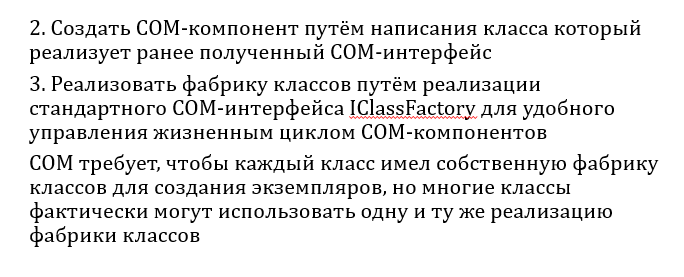 2. Создать COM-компонент путём написания класса который
реализует ранее полученный COM-интерфейс
3. Реализовать фабрику классов путём реализации
стандартного COM-интерфейса IClassFactory для удобного
управления жизненным циклом COM-компонентов
COM требует, чтобы каждый класс имел собственную фабрику
классов для создания экземпляров, но многие классы
фактически могут использовать одну и ту же реализацию
фабрики классов